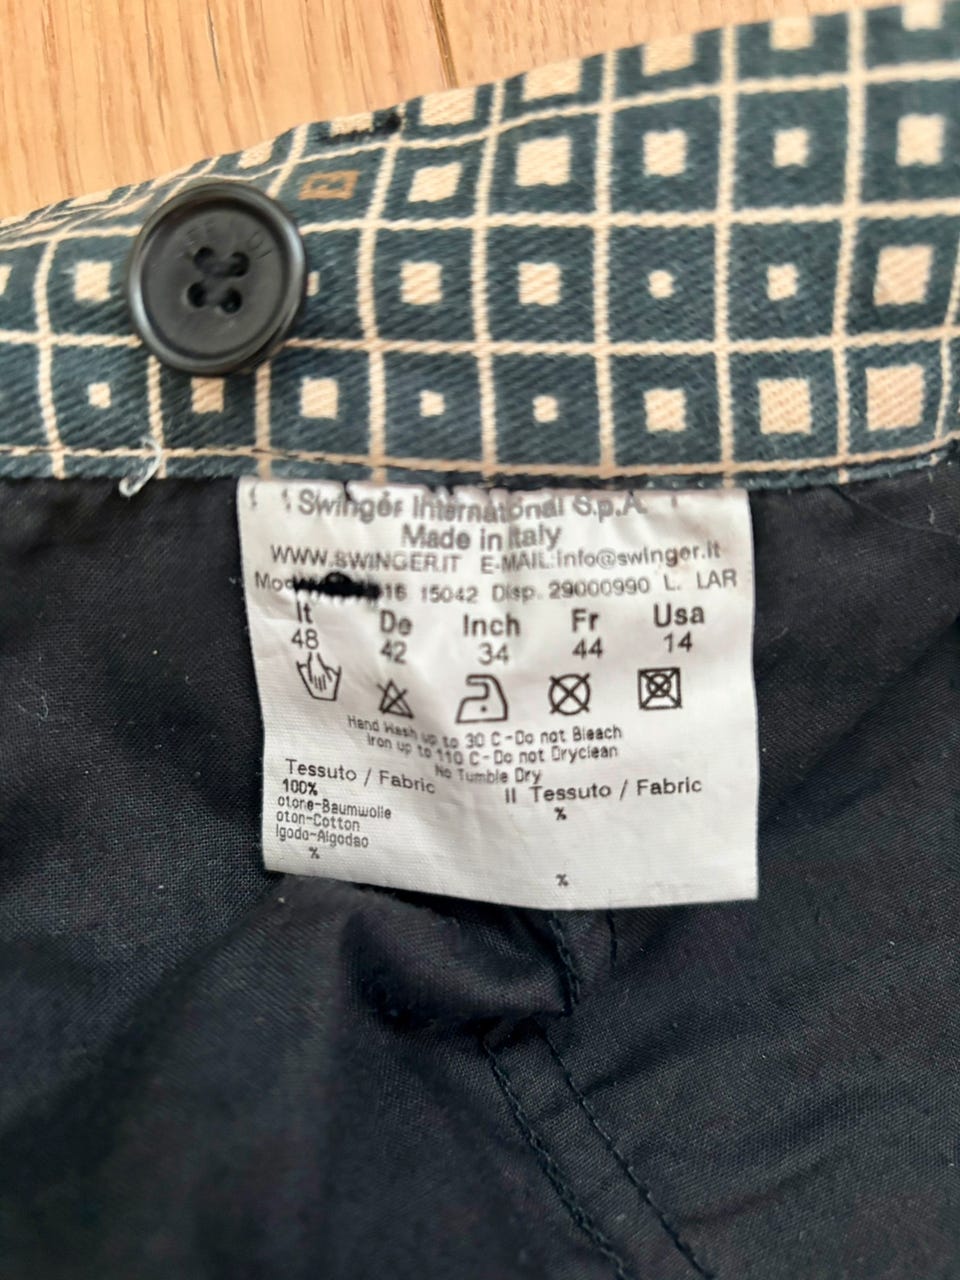 Swinger International S.p.A.
Made in Italy
WWW.SWINGER.IT E-MAIL:info@swinger.it
16 15042 Disp. 29000990 L. LAR
It De Inch Fr Usa
48 42 34 44 14
Hand Wash up to 30 C-Do not Bleach
Iron up to 110 C-Do not Dryclean
No Tumble Dry
Tessuto / Fabric
100%
otone-Baumwolle
oton-Cotton
lgodo-Algodao
%
II Tessuto / Fabric
%
%